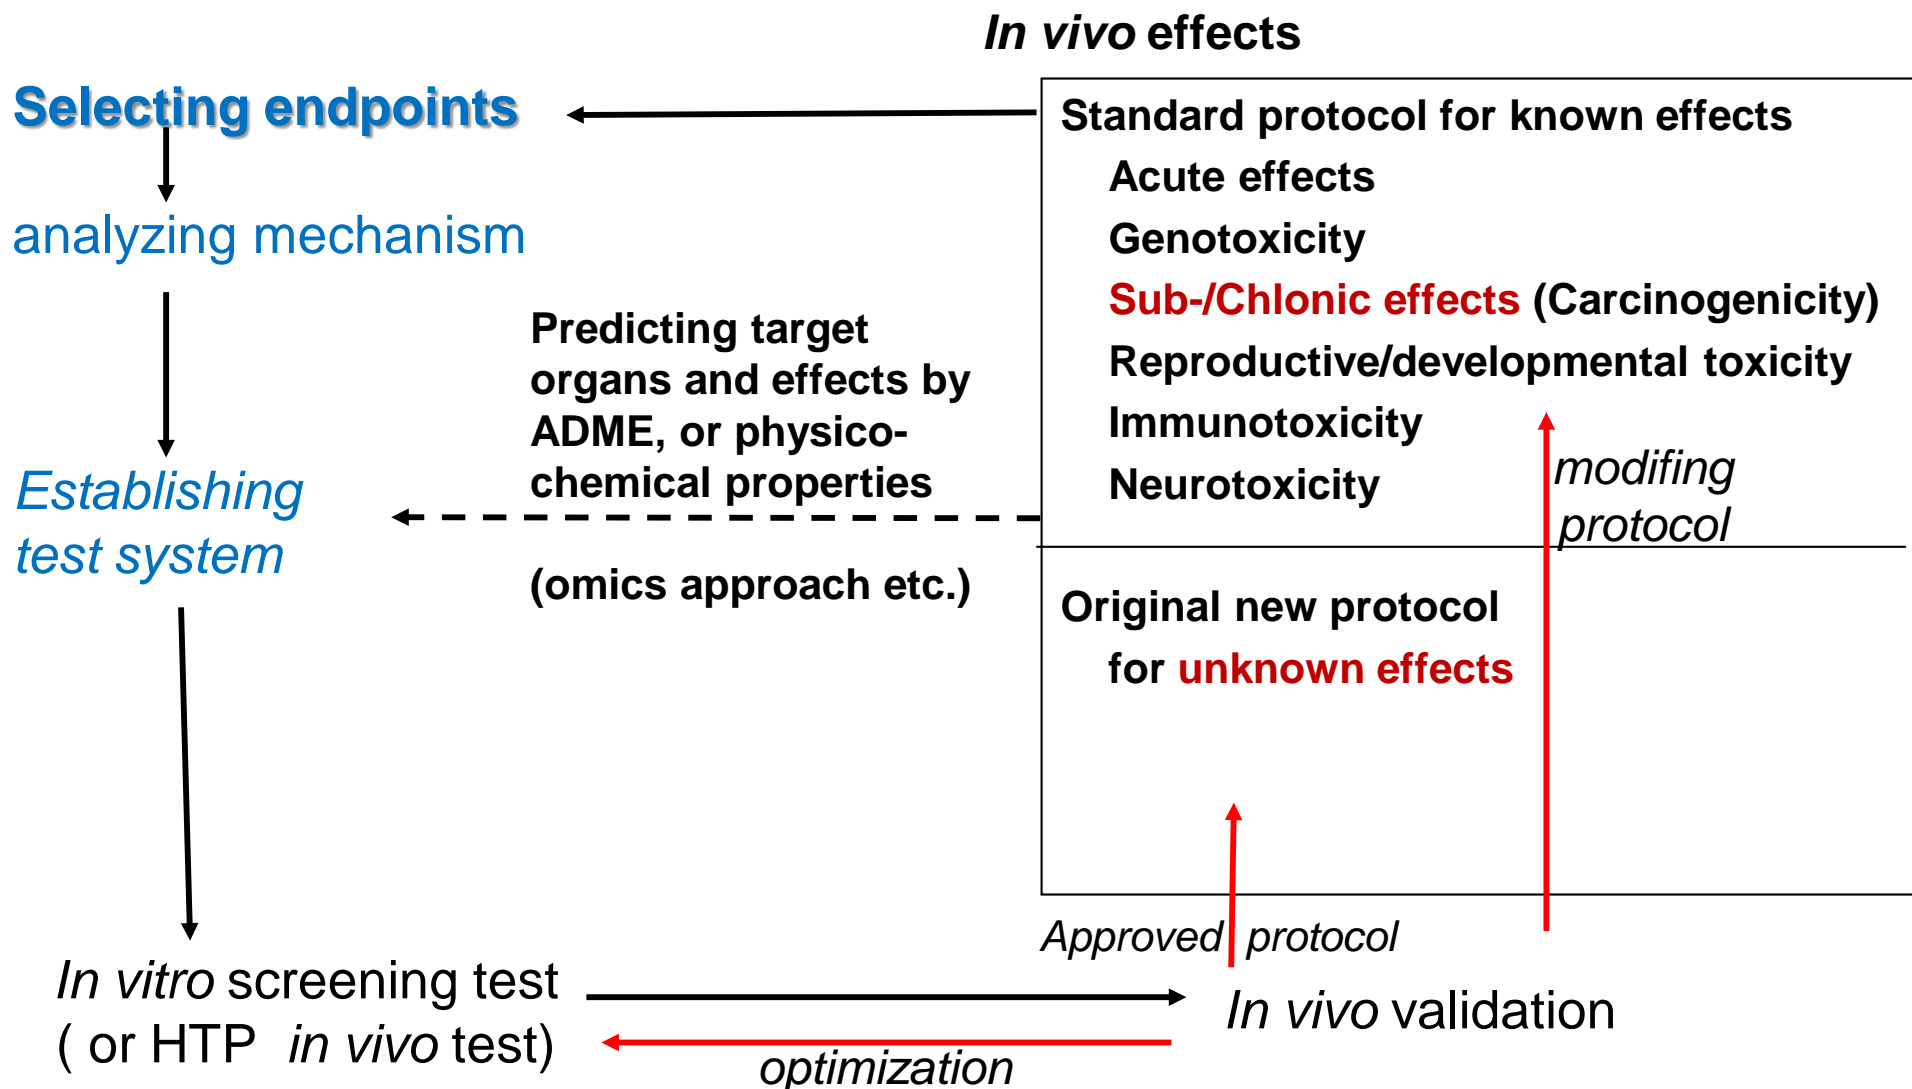 In vivo effects
Selecting endpoints
analyzing mechanism
Establishing
test system
Predicting target
organs and effects by
ADME, or physico-
chemical properties
(omics approach etc.)
Standard protocol for known effects
Acute effects
Genotoxicity
Sub-/Chlonic effects (Carcinogenicity)
Reproductive/developmental toxicity
Immunotoxicity
Neurotoxicity
modifing
protocol
Original new protocol
for unknown effects
Approved protocol
In vitro screening test
( or HTP in vivo test)
In vivo validation
optimization